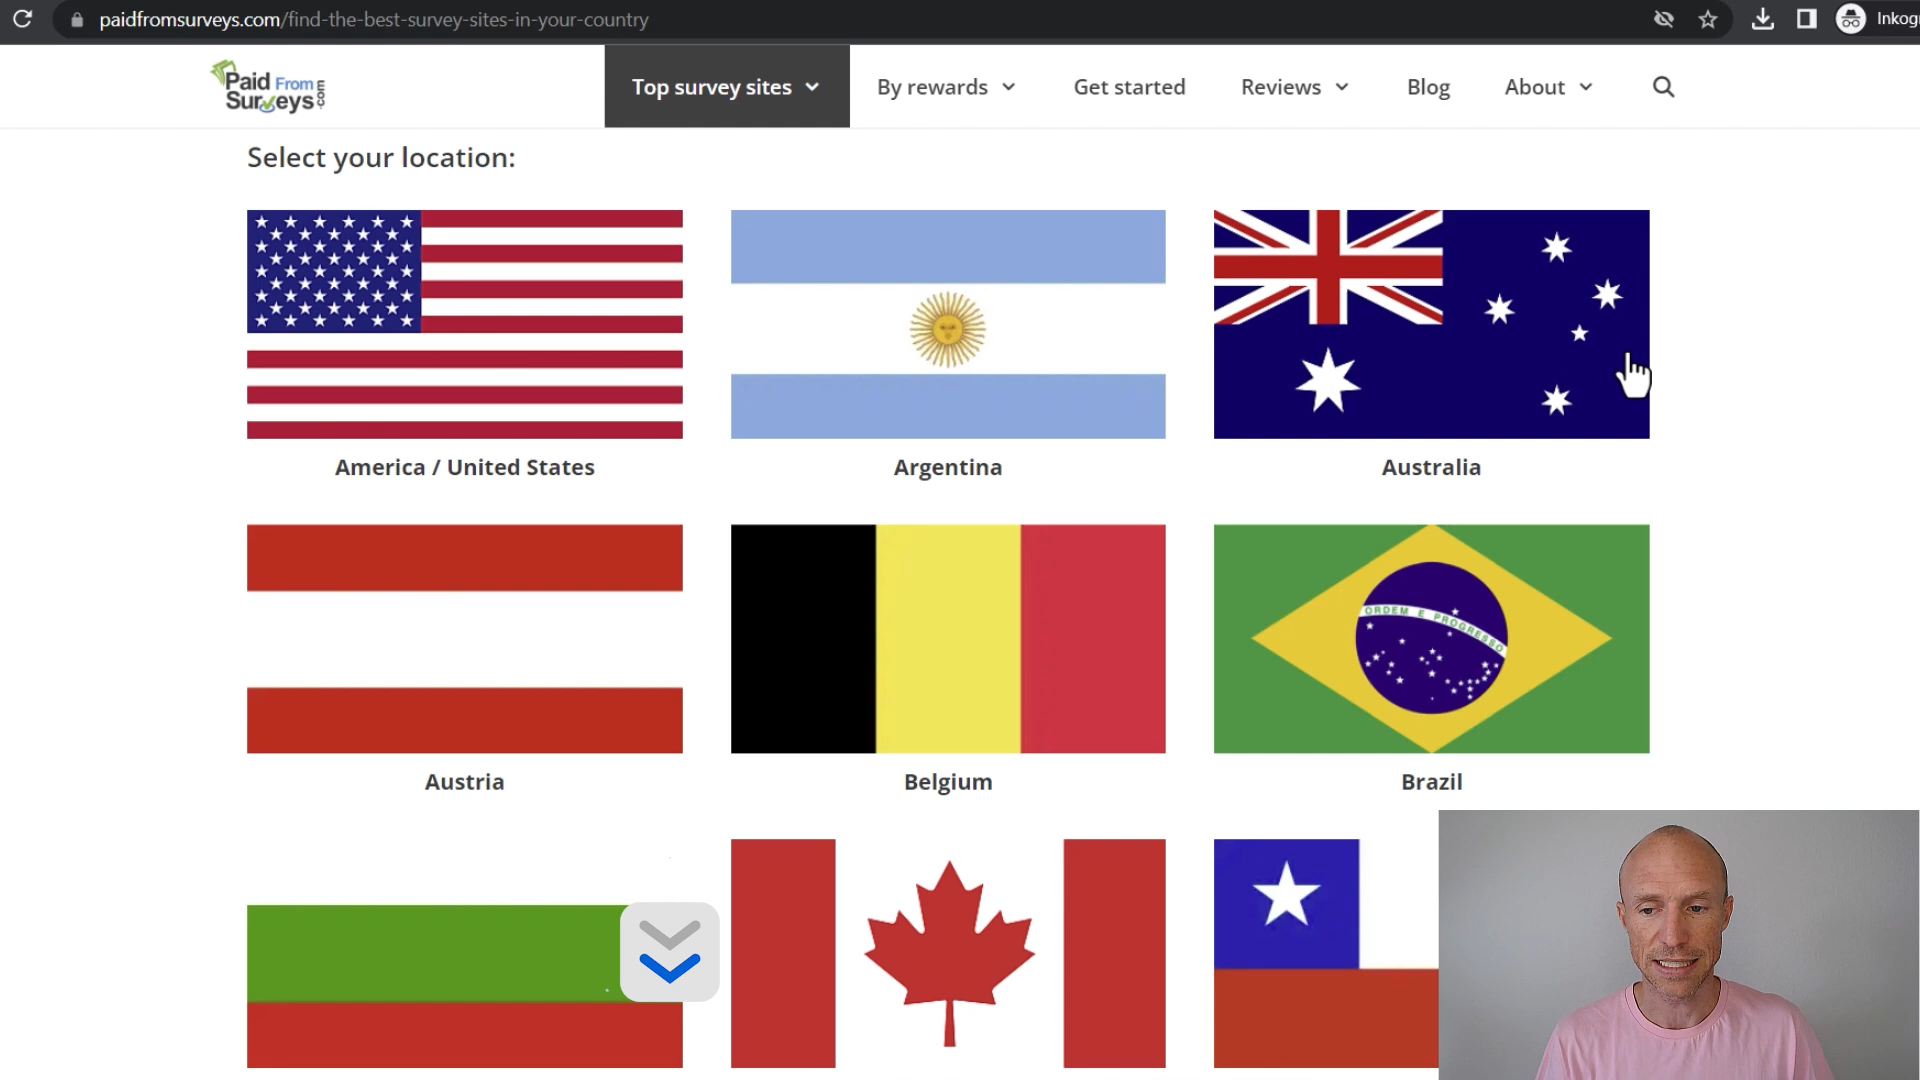 paidfromsurveys.com/find-the-best-survey-sites-in-your-country
Inkog
Paid From
Surveys.com
Top survey sites
By rewards
Get started
Reviews
Blog
About
Select your location:
America / United States
Argentina
Australia
ORDEM E PROGRESSO
Austria
Belgium
Brazil